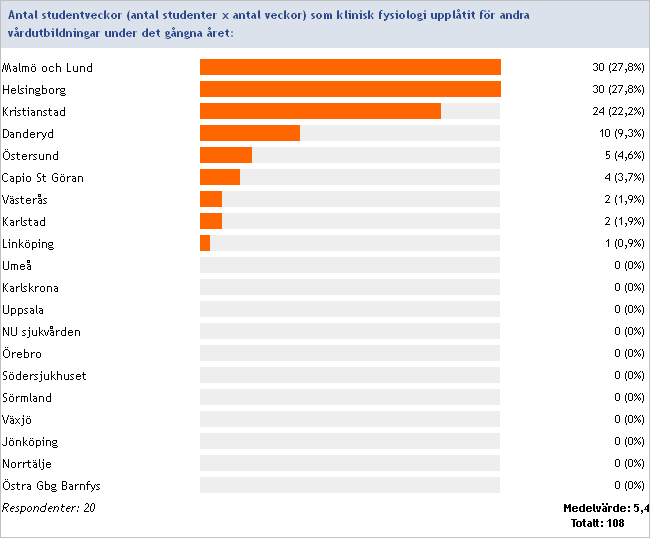 Antal studentveckor (antal studenter x antal veckor) som klinisk fysiologi upplåtit för andra
vårdutbildningar under det gångna året:
Malmö och Lund 30 (27,8%)
Helsingborg 30 (27,8%)
Kristianstad 24 (22,2%)
Danderyd 10 (9,3%)
Östersund 5 (4,6%)
Capio St Göran 4 (3,7%)
Västerås 2 (1,9%)
Karlstad 2 (1,9%)
Linköping 1 (0,9%)
Umeå 0 (0%)
Karlskrona 0 (0%)
Uppsala 0 (0%)
NU sjukvården 0 (0%)
Örebro 0 (0%)
Södersjukhuset 0 (0%)
Sörmland 0 (0%)
Växjö 0 (0%)
Jönköping 0 (0%)
Norrtälje 0 (0%)
Östra Gbg Barnfys 0 (0%)
Respondenter: 20 Medelvärde: 5,4
Totalt: 108